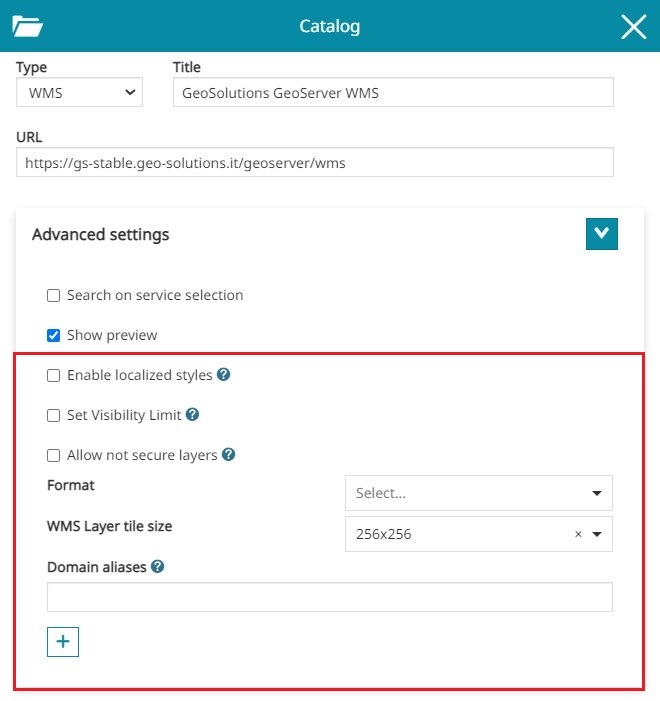 Catalog
Type Title
WMS GeoSolutions GeoServer WMS
URL
https://gs-stable.geo-solutions.it/geoserver/wms
Advanced settings
Search on service selection
Show preview
Enable localized styles ?
Set Visibility Limit ?
Allow not secure layers ?
Format Select...
WMS Layer tile size 256x256 ×
Domain aliases ?
+